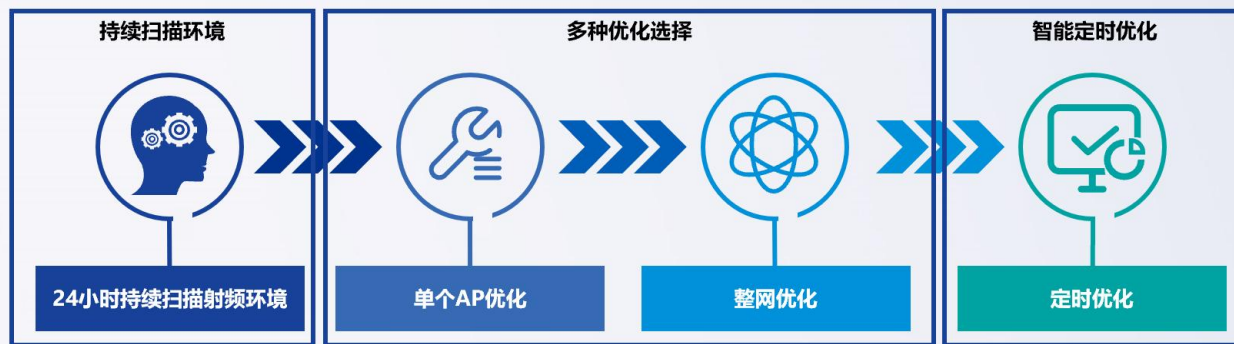 持续扫描环境
多种优化选择
智能定时优化
24小时持续扫描射频环境
单个AP优化
整网优化
定时优化